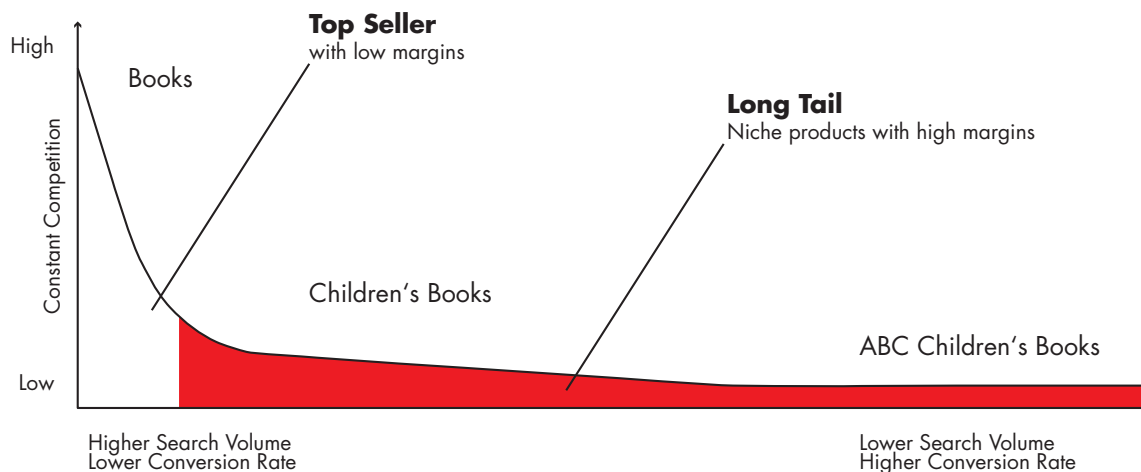 High
Top Seller
with low margins
Books
Long Tail
Niche products with high margins
Constant Competition
Children's Books
ABC Children's Books
Low
Higher Search Volume
Lower Conversion Rate
Lower Search Volume
Higher Conversion Rate